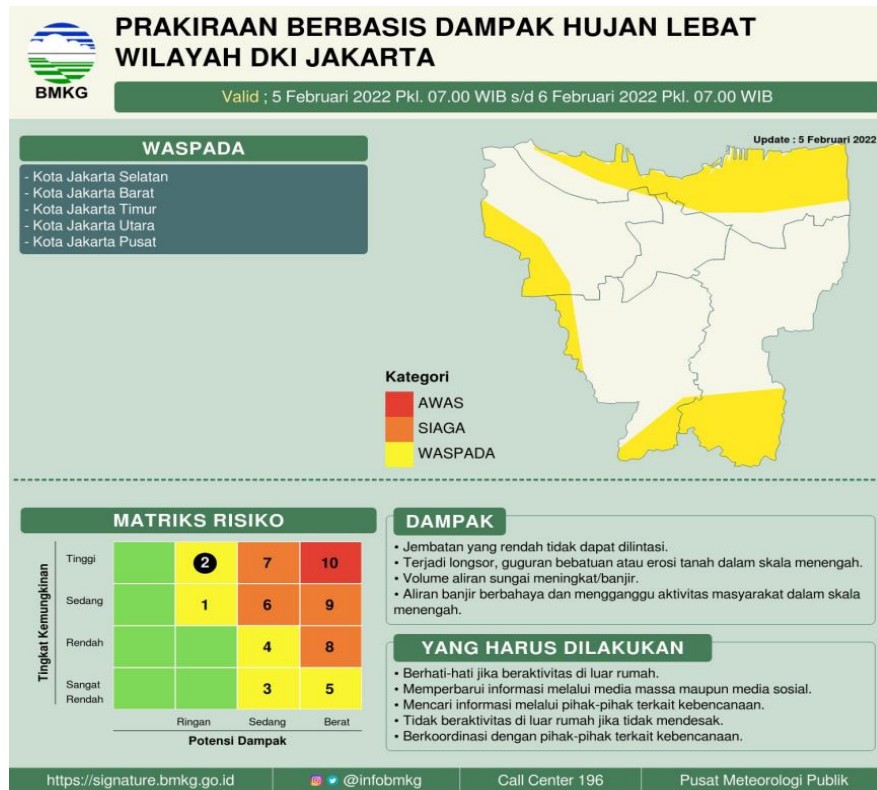 BMKG
PRAKIRAAN BERBASIS DAMPAK HUJAN LEBAT
WILAYAH DKI JAKARTA
Valid ; 5 Februari 2022 Pkl. 07.00 WIB s/d 6 Februari 2022 Pkl. 07.00 WIB
WASPADA
- Kota Jakarta Selatan
- Kota Jakarta Barat
- Kota Jakarta Timur
- Kota Jakarta Utara
- Kota Jakarta Pusat
Update : 5 Februari 2022
Kategori
AWAS
SIAGA
WASPADA
MATRIKS RISIKO
Tingkat Kemungkinan
Tinggi
2
7
10
Sedang
1
6
9
Rendah
4
8
Sangat
Rendah
3
5
Ringan
Sedang
Berat
Potensi Dampak
DAMPAK
• Jembatan yang rendah tidak dapat dilintasi.
• Terjadi longsor, guguran bebatuan atau erosi tanah dalam skala menengah.
• Volume aliran sungai meningkat/banjir.
• Aliran banjir berbahaya dan mengganggu aktivitas masyarakat dalam skala
menengah.
YANG HARUS DILAKUKAN
• Berhati-hati jika beraktivitas di luar rumah.
• Memperbarui informasi melalui media massa maupun media sosial.
• Mencari informasi melalui pihak-pihak terkait kebencanaan.
• Tidak beraktivitas di luar rumah jika tidak mendesak.
• Berkoordinasi dengan pihak-pihak terkait kebencanaan.
https://signature.bmkg.go.id
@infobmkg
Call Center 196
Pusat Meteorologi Publik